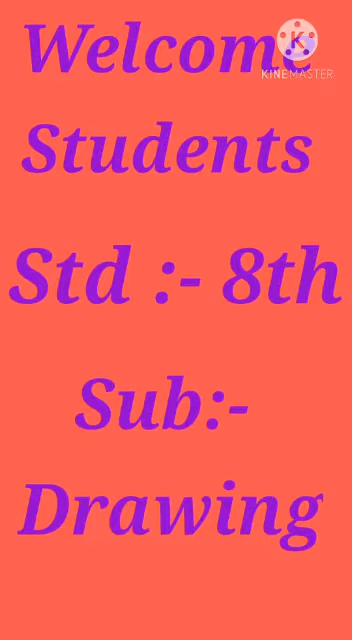 Welcome
KINEMASTER
Students
Std :- 8th
Sub:-
Drawing